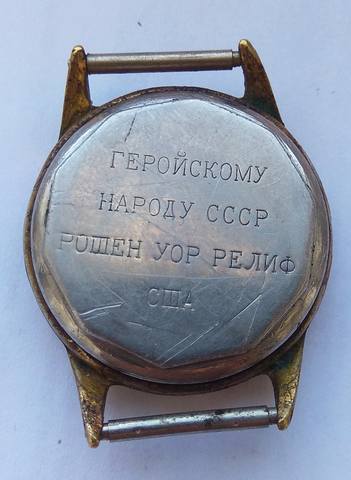 ГЕРОЙСКОМУ
НАРОДУ СССР
РОШЕН УОР РЕЛИФ
США